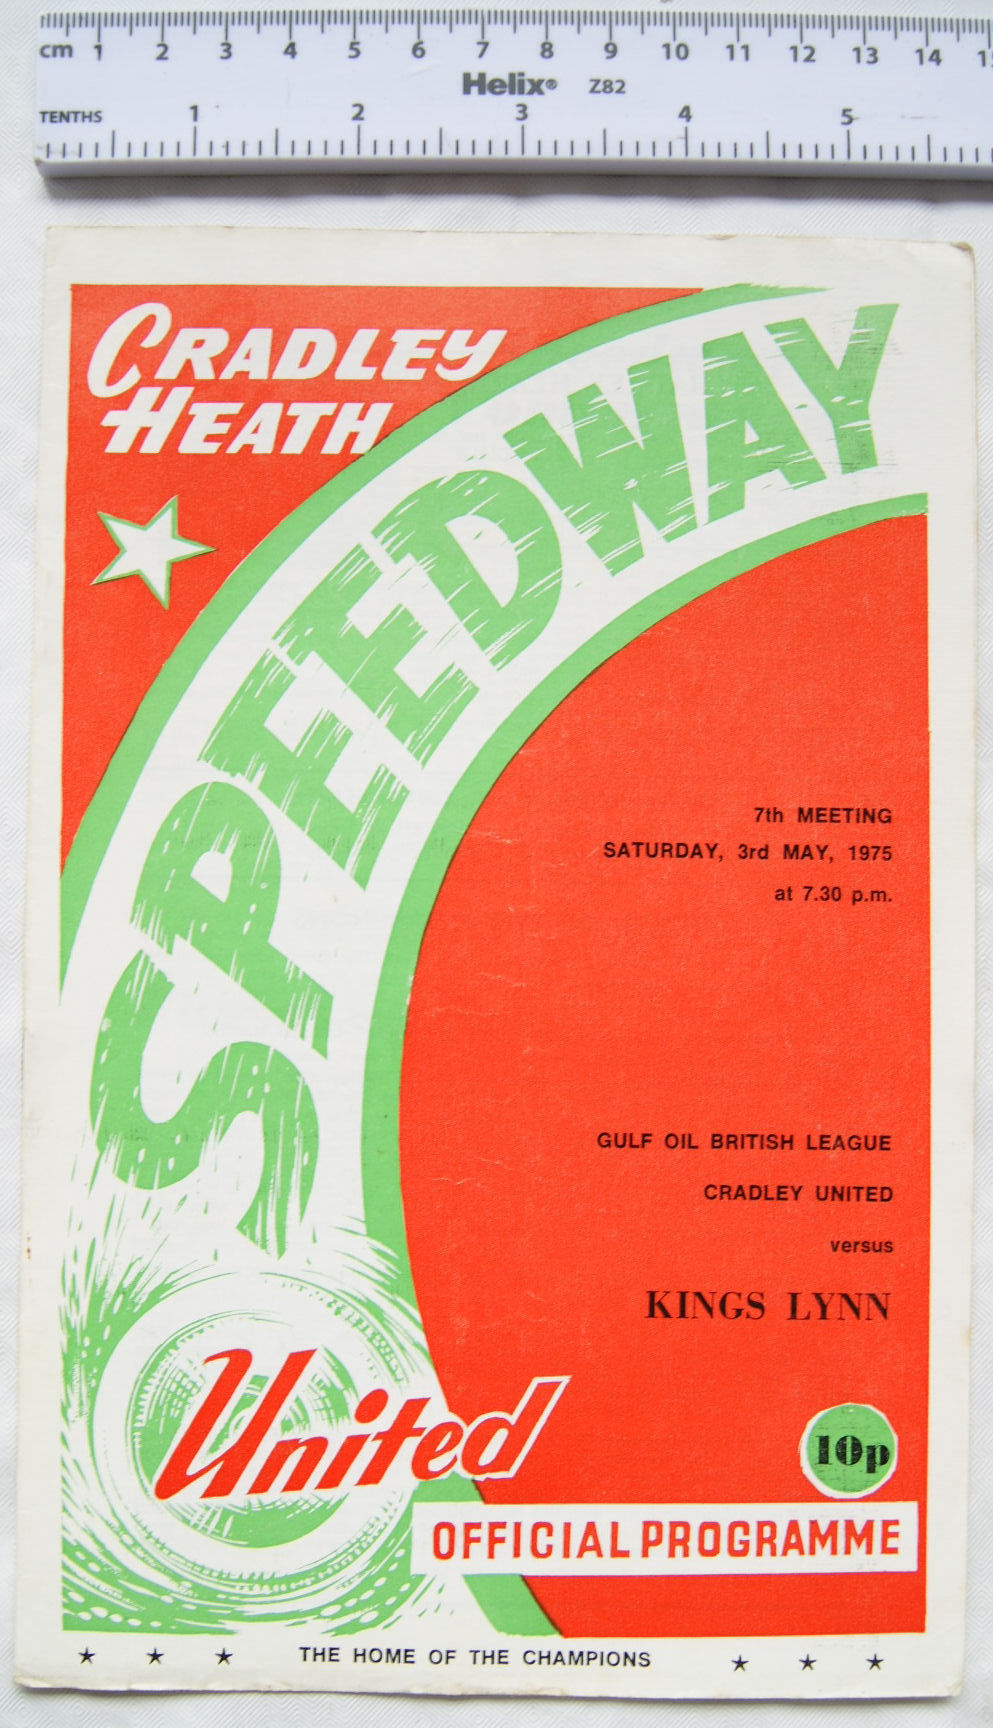 cm 1 2 3 4 5 6 7 8 9 10 11 12 13 14
Helix® Z82
TENTHS 1 2 3 4 5
CRADLEY
HEATH
SPEEDWAY
7th MEETING
SATURDAY, 3rd MAY, 1975
at 7.30 p.m.
GULF OIL BRITISH LEAGUE
CRADLEY UNITED
versus
KINGS LYNN
United
10p
OFFICIAL PROGRAMME
THE HOME OF THE CHAMPIONS